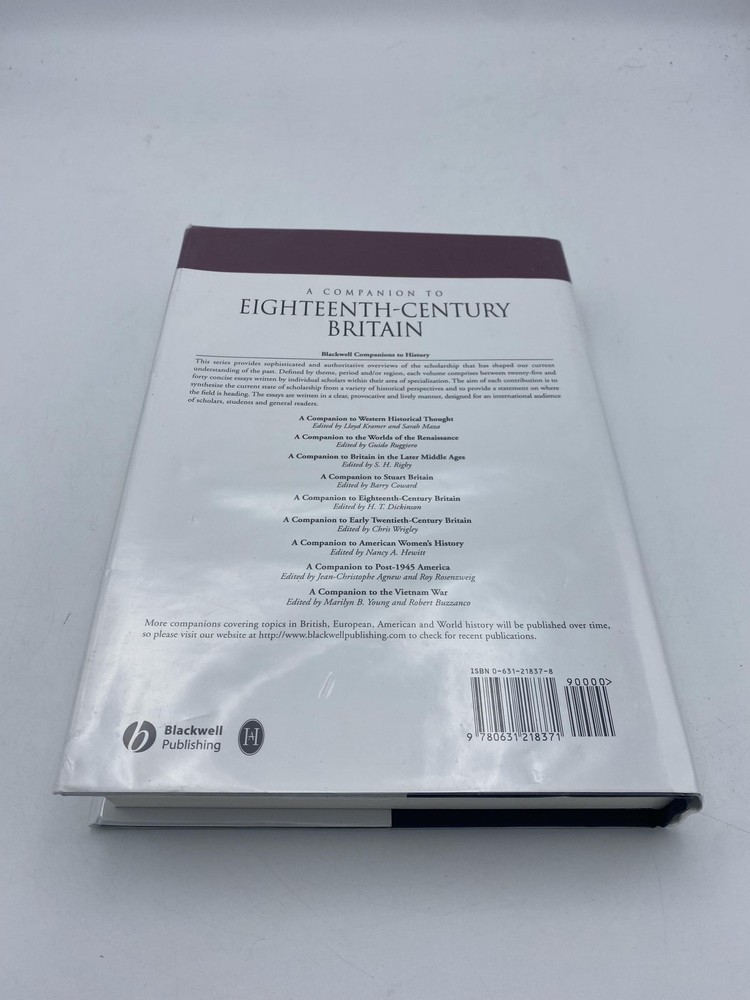 A COMPANION TO
EIGHTEENTH-CENTURY
BRITAIN
Blackwell Companions to History
This series provides sophisticated and authoritative overviews of the scholarship that has shaped our current
understanding of the past. Defined by theme, period and/or region, each volume comprises between twenty-five and
forty concise essays written by individual scholars within their area of specialization. The aim of each contribution is to
synthesize the current state of scholarship from a variety of historical perspectives and to provide a statement on where
the field is heading. The essays are written in a clear, provocative and lively manner, designed for an international audience
of scholars, students and general readers.
A Companion to Western Historical Thought
Edited by Lloyd Kramer and Sarah Maza
A Companion to the Worlds of the Renaissance
Edited by Guido Ruggiero
A Companion to Britain in the Later Middle Ages
Edited by S. H. Rigby
A Companion to Stuart Britain
Edited by Barry Coward
A Companion to Eighteenth-Century Britain
Edited by H. T. Dickinson
A Companion to Early Twentieth-Century Britain
Edited by Chris Wrigley
A Companion to American Women's History
Edited by Nancy A. Hewitt
A Companion to Post-1945 America
Edited by Jean-Christophe Agnew and Roy Rosenzweig
A Companion to the Vietnam War
Edited by Marilyn B. Young and Robert Buzzanco
More companions covering topics in British, European, American and World history will be published over time,
so please visit our website at http://www.blackwellpublishing.com to check for recent publications.
ISBN 0-631-21837-8
90000>
9 780631 218371
Blackwell
Publishing